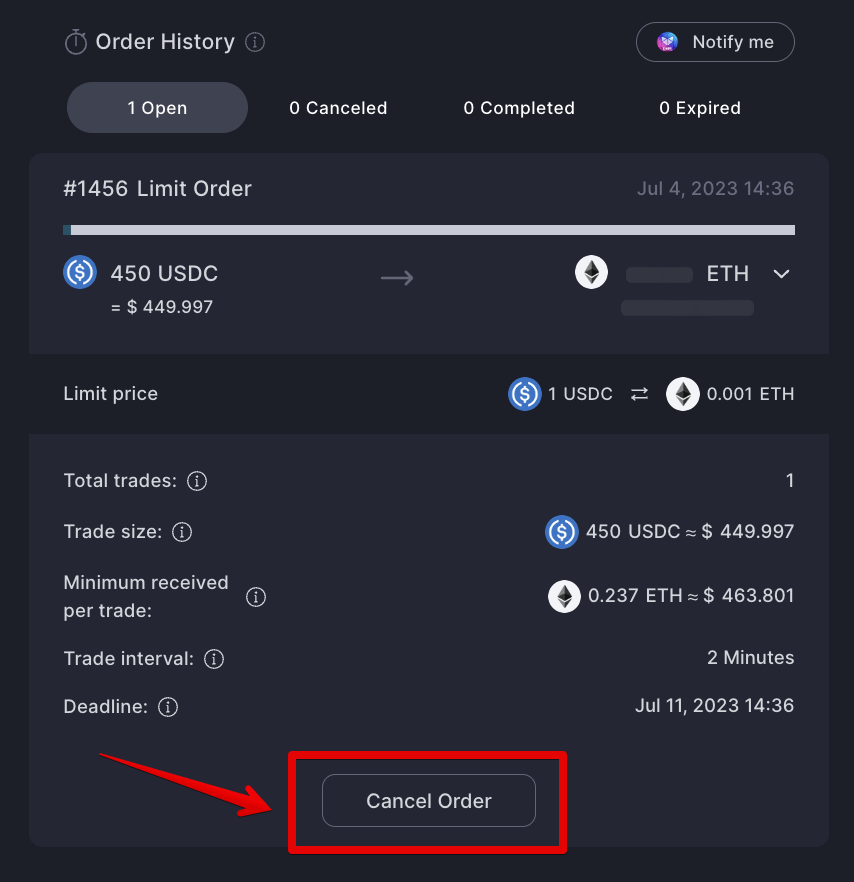 Order History
Notify me
1 Open 0 Canceled 0 Completed 0 Expired
#1456 Limit Order Jul 4, 2023 14:36
450 USDC ETH
= $ 449.997
Limit price 1 USDC 0.001 ETH
Total trades: 1
Trade size: 450 USDC ≈ $ 449.997
Minimum received
per trade:
0.237 ETH ≈ $ 463.801
Trade interval: 2 Minutes
Deadline: Jul 11, 2023 14:36
Cancel Order